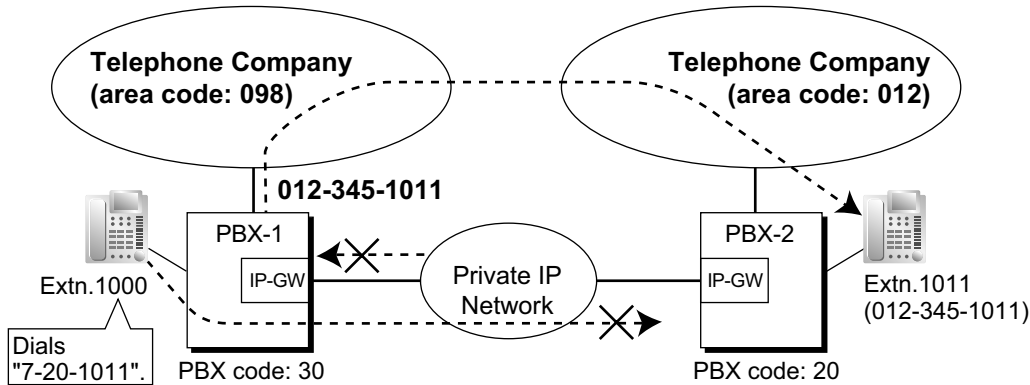 Telephone Company
(area code: 098)
Telephone Company
(area code: 012)
012-345-1011
PBX-1
PBX-2
IP-GW
Private IP
Network
IP-GW
Extn.1000
Extn.1011
(012-345-1011)
Dials
"7-20-1011".
PBX code: 30
PBX code: 20